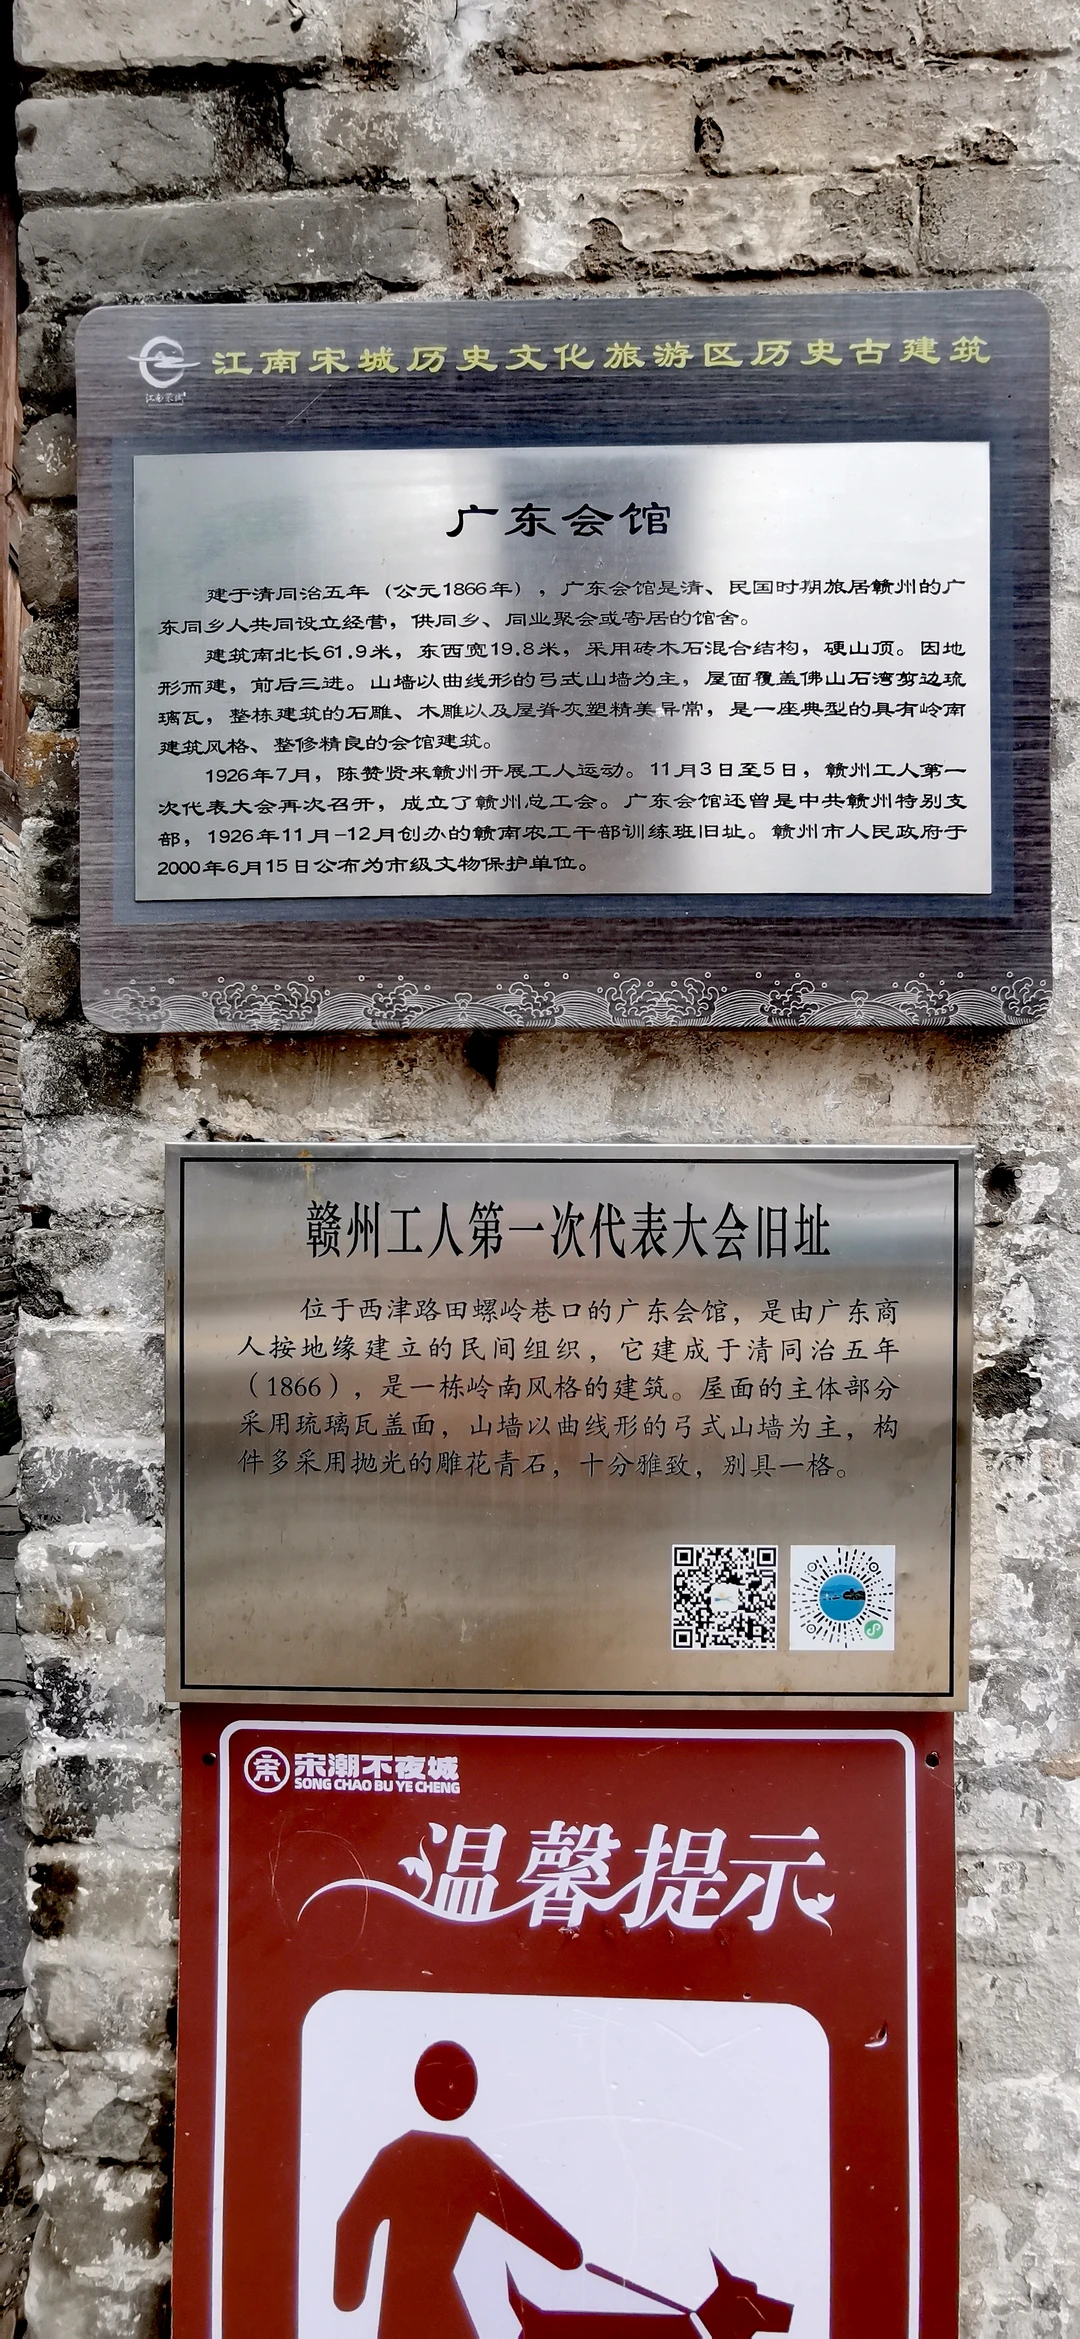 江南宋城历史文化旅游区历史古建筑
江南宋城
广东会馆
建于清同治五年（公元1866年），广东会馆是清、民国时期旅居赣州的广
东同乡人共同设立经营，供同乡、同业聚会或寄居的馆舍。
建筑南北长61.9米，东西宽19.8米，采用砖木石混合结构，硬山顶。因地
形而建，前后三进。山墙以曲线形的弓式山墙为主，屋面覆盖佛山石湾剪边琉
璃瓦，整栋建筑的石雕、木雕以及屋脊灰塑精美异常，是一座典型的具有岭南
建筑风格、整修精良的会馆建筑。
1926年7月，陈赞贤来赣州开展工人运动。11月3日至5日，赣州工人第一
次代表大会再次召开，成立了赣州总工会。广东会馆还曾是中共赣州特别支
部，1926年11月-12月创办的赣南农工干部训练班旧址。赣州市人民政府于
2000年6月15日公布为市级文物保护单位。
赣州工人第一次代表大会旧址
位于西津路田螺岭巷口的广东会馆，是由广东商
人按地缘建立的民间组织，它建成于清同治五年
（1866），是一栋岭南风格的建筑。屋面的主体部分
采用琉璃瓦盖面，山墙以曲线形的弓式山墙为主，构
件多采用抛光的雕花青石，十分雅致，别具一格。
宋潮不夜城
SONG CHAO BU YE CHENG
温馨提示